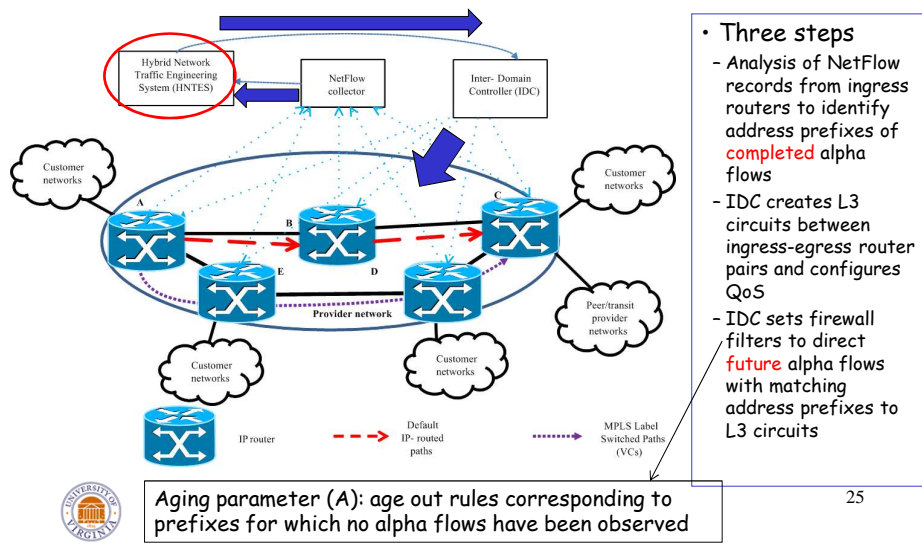 Hybrid Network
Traffic Engineering
System (HNTES)
NetFlow
collector
Inter- Domain
Controller (IDC)
Customer
networks
Customer
networks
A
B
C
E
D
Provider network
Peer/transit
provider
networks
Customer
networks
Customer
networks
IP router
Default
IP- routed
paths
MPLS Label
Switched Paths
(VCs)
• Three steps
- Analysis of NetFlow
records from ingress
routers to identify
address prefixes of
completed alpha
flows
- IDC creates L3
circuits between
ingress-egress router
pairs and configures
QoS
- IDC sets firewall
filters to direct
future alpha flows
with matching
address prefixes to
L3 circuits
Aging parameter (A): age out rules corresponding to
prefixes for which no alpha flows have been observed
25
UNIVERSITY OF
VIRGINIA